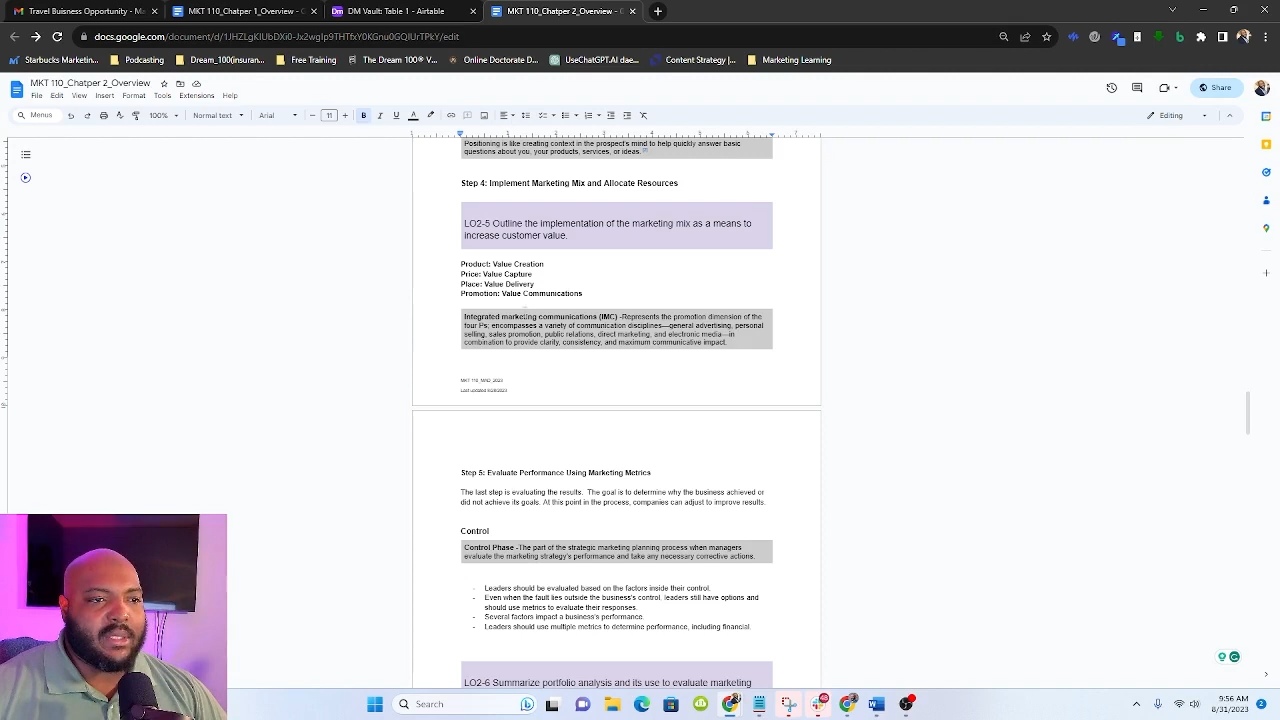 Travel Buisness Opportunity - Ma
MKT 110_Chapter 1_Overview - G
DM Vault: Table 1 - Airtable
MKT 110_Chatper 2_Overview - G
docs.google.com/document/d/1JHZLgKIUbDXi0-Jx2wgIp9THTfxY0KGnu0GQIUrTPkY/edit
Starbucks Marketin...
Podcasting
Dream_100insuran...
Free Training
The Dream 100® V...
Online Doctorate D...
UseChatGPT.AI dac...
Content Strategy |...
Marketing Learning
MKT 110_Chatper 2_Overview
File Edit View Insert Format Tools Extensions Help
Share
Menus
100%
Normal text
Arial
11
B I U A
Editing
Positioning is like creating context in the prospect's mind to help quickly answer basic
questions about you, your products, services, or ideas.
Step 4: Implement Marketing Mix and Allocate Resources
LO2-5 Outline the implementation of the marketing mix as a means to
increase customer value.
Product: Value Creation
Price: Value Capture
Place: Value Delivery
Promotion: Value Communications
Integrated marketing communications (IMC) -Represents the promotion dimension of the
four Ps; encompasses a variety of communication disciplines—general advertising, personal
selling, sales promotion, public relations, direct marketing, and electronic media—in
combination to provide clarity, consistency, and maximum communicative impact.
MKT 110_MND_2023
Last updated 8/28/2023
Step 5: Evaluate Performance Using Marketing Metrics
The last step is evaluating the results. The goal is to determine why the business achieved or
did not achieve its goals. At this point in the process, companies can adjust to improve results.
Control
Control Phase -The part of the strategic marketing planning process when managers
evaluate the marketing strategy's performance and take any necessary corrective actions.
- Leaders should be evaluated based on the factors inside their control.
- Even when the fault lies outside the business's control, leaders still have options and
should use metrics to evaluate their responses.
- Several factors impact a business's performance.
- Leaders should use multiple metrics to determine performance, including financial.
LO2-6 Summarize portfolio analysis and its use to evaluate marketing
Search
9:56 AM
8/31/2023